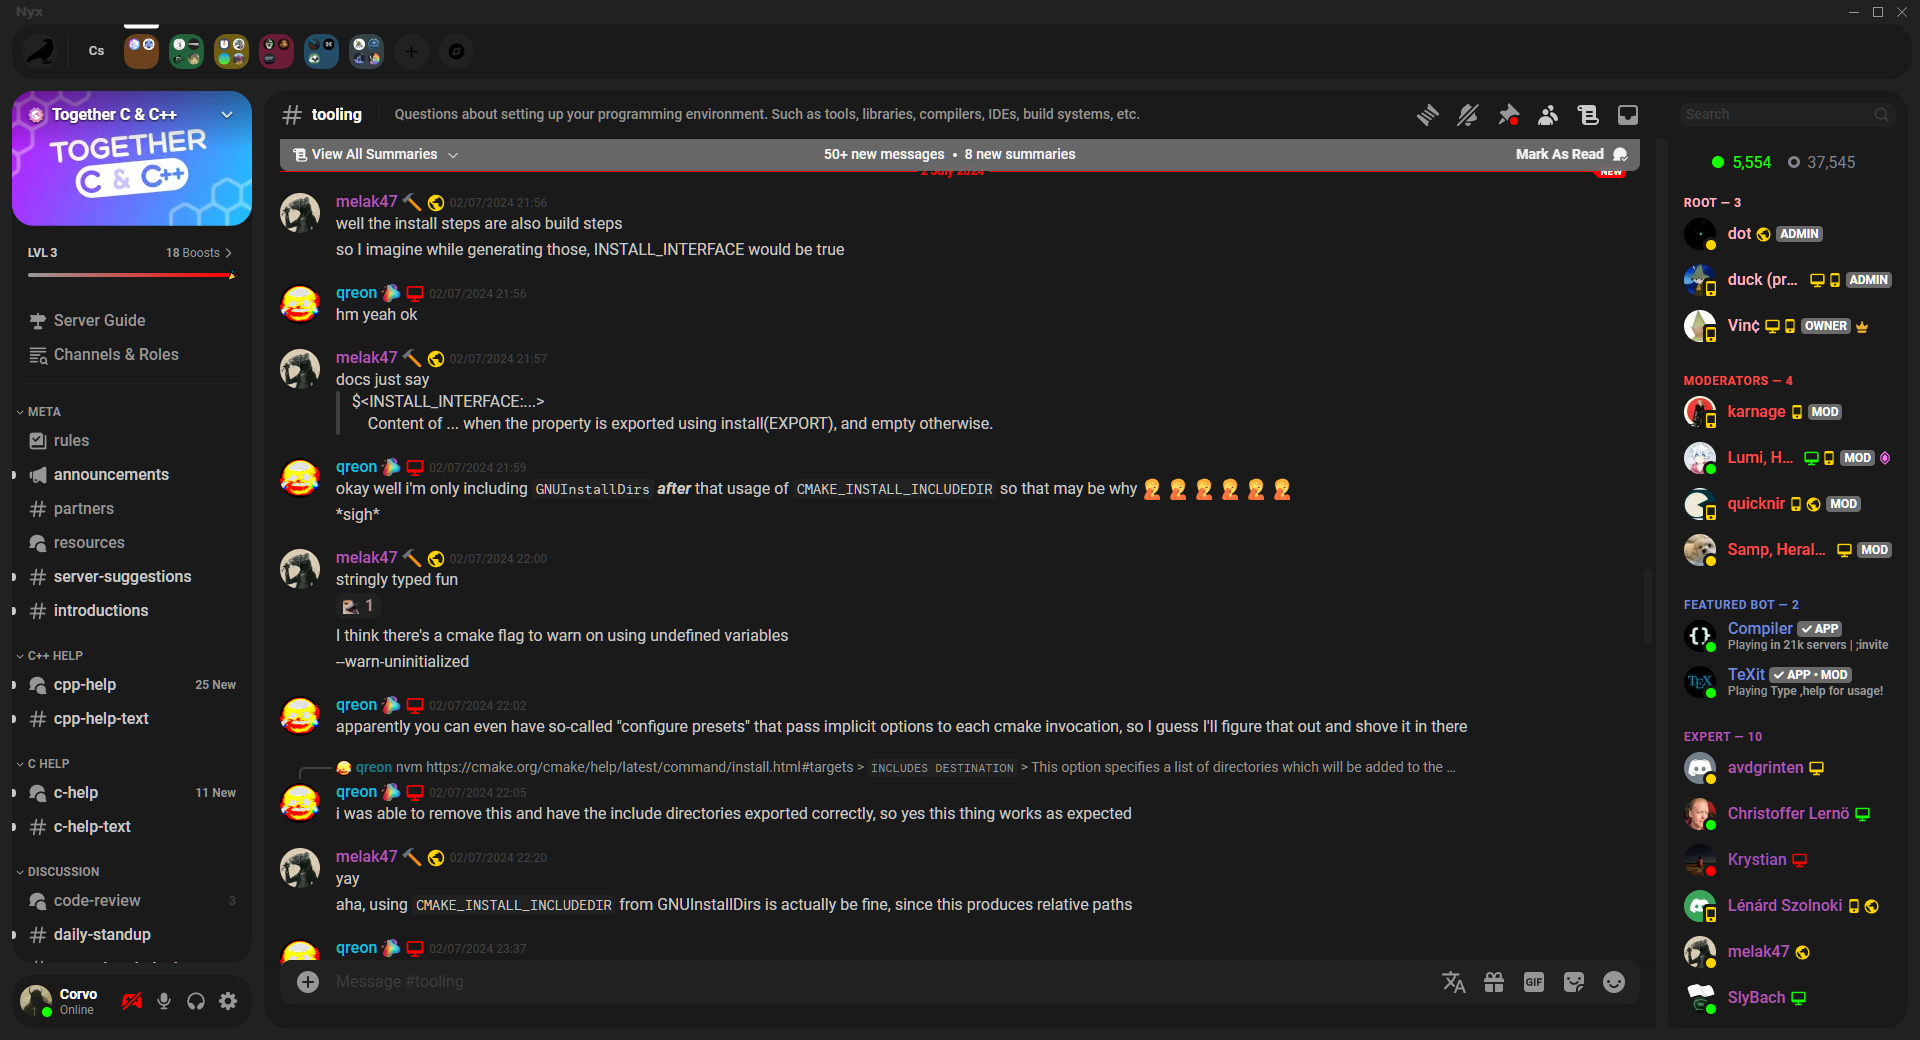 Nyx
Cs
Together C & C++
TOGETHER
C & C++
LVL 3
18 Boosts
Server Guide
Channels & Roles
META
rules
announcements
partners
resources
server-suggestions
introductions
C++ HELP
cpp-help
25 New
cpp-help-text
C HELP
c-help
11 New
c-help-text
DISCUSSION
code-review
3
daily-standup
Corvo
Online
tooling
Questions about setting up your programming environment. Such as tools, libraries, compilers, IDEs, build systems, etc.
View All Summaries
50+ new messages • 8 new summaries
Mark As Read
2 July 2024
NEW
melak47 02/07/2024 21:56
well the install steps are also build steps
so I imagine while generating those, INSTALL_INTERFACE would be true
qreon 02/07/2024 21:56
hm yeah ok
melak47 02/07/2024 21:57
docs just say
$<INSTALL_INTERFACE:...>
Content of ... when the property is exported using install(EXPORT), and empty otherwise.
qreon 02/07/2024 21:59
okay well i'm only including GNUInstallDirs after that usage of CMAKE_INSTALL_INCLUDEDIR so that may be why 🤦 🤦 🤦 🤦 🤦 🤦
*sigh*
melak47 02/07/2024 22:00
stringly typed fun
1
I think there's a cmake flag to warn on using undefined variables
--warn-uninitialized
qreon 02/07/2024 22:02
apparently you can even have so-called "configure presets" that pass implicit options to each cmake invocation, so I guess I'll figure that out and shove it in there
qreon nvm https://cmake.org/cmake/help/latest/command/install.html#targets > INCLUDES DESTINATION > This option specifies a list of directories which will be added to the ...
qreon 02/07/2024 22:05
i was able to remove this and have the include directories exported correctly, so yes this thing works as expected
melak47 02/07/2024 22:20
yay
aha, using CMAKE_INSTALL_INCLUDEDIR from GNUInstallDirs is actually be fine, since this produces relative paths
qreon 02/07/2024 23:37
Message #tooling
GIF
Search
5,554 37,545
ROOT — 3
dot ADMIN
duck (pr... ADMIN
Vin¢ OWNER
MODERATORS — 4
karnage MOD
Lumi, H... MOD
quicknir MOD
Samp, Heral... MOD
FEATURED BOT — 2
Compiler APP
Playing in 21k servers | ;invite
TeXit APP • MOD
Playing Type ,help for usage!
EXPERT — 10
avdgrinten
Christoffer Lernö
Krystian
Lénárd Szolnoki
melak47
SlyBach